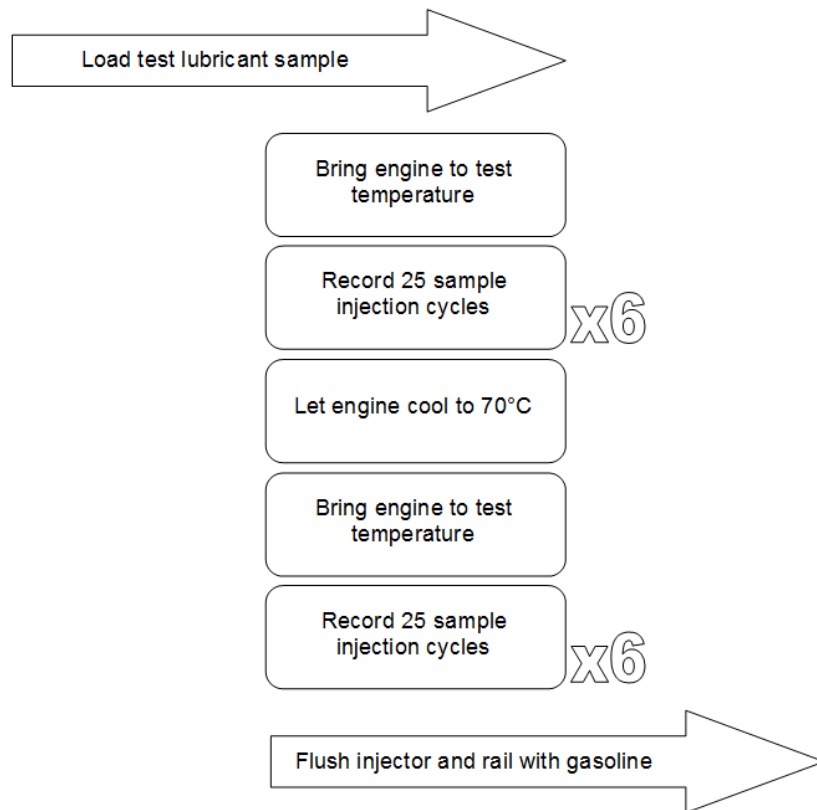 Load test lubricant sample
Bring engine to test
temperature
Record 25 sample
injection cycles
x6
Let engine cool to 70°C
Bring engine to test
temperature
Record 25 sample
injection cycles
x6
Flush injector and rail with gasoline